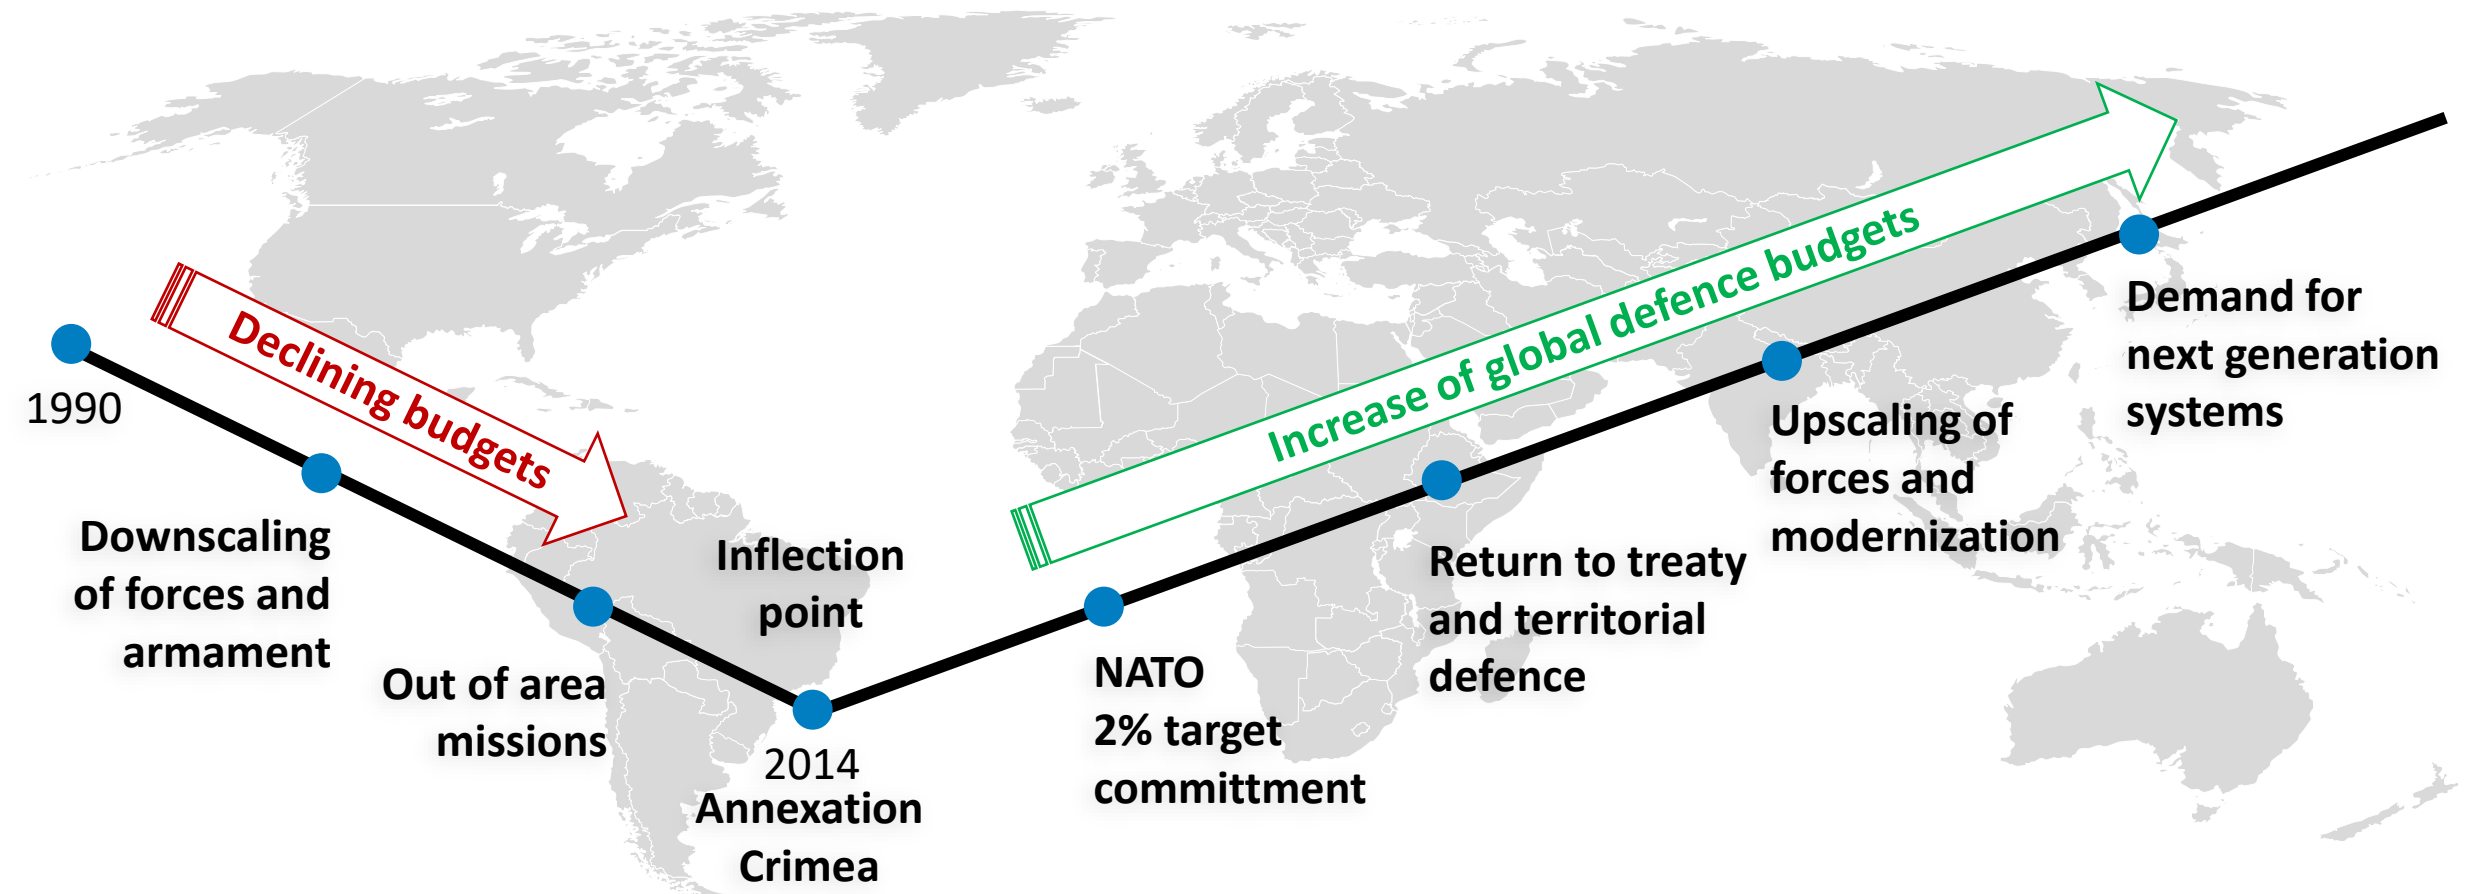 Declining budgets
1990
Downscaling
of forces and
armament
Out of area
missions
Inflection
point
2014
Annexation
Crimea
Increase of global defence budgets
NATO
2% target
committment
Return to treaty
and territorial
defence
Upscaling of
forces and
modernization
Demand for
next generation
systems